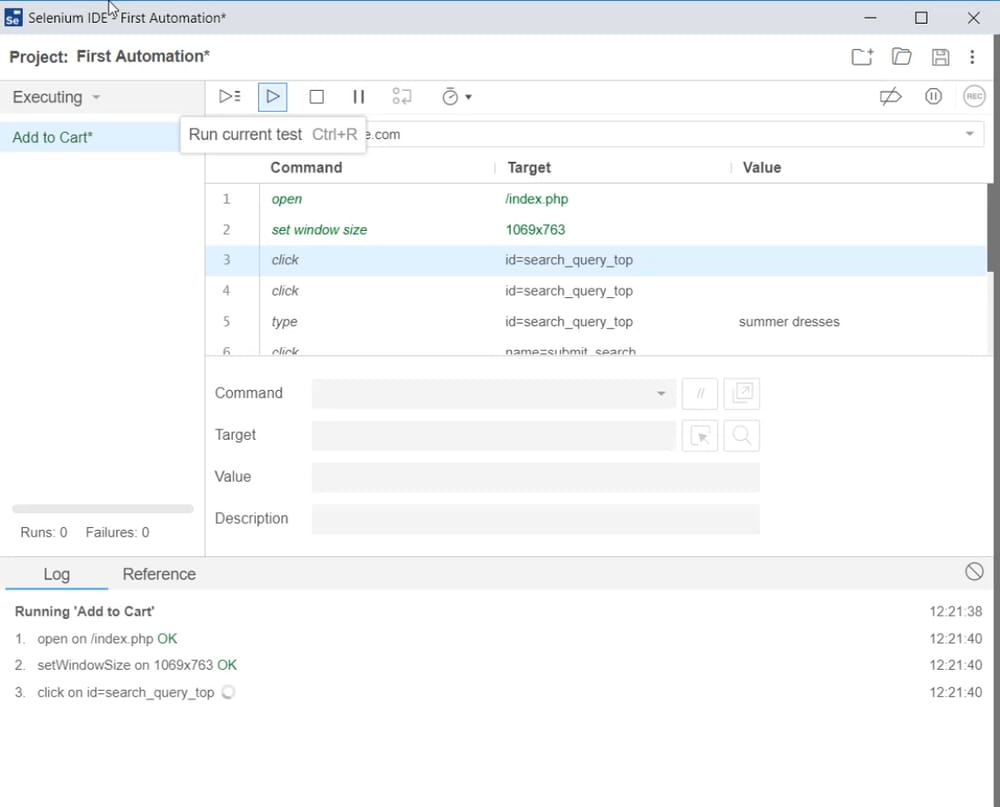 Se Selenium IDE - First Automation*
Project: First Automation*
Executing
REC
Add to Cart*
Run current test Ctrl+R
e.com
Command Target Value
1 open /index.php
2 set window size 1069x763
3 click id=search_query_top
4 click id=search_query_top
5 type id=search_query_top summer dresses
6 click name=submit_search
Command //
Target
Value
Description
Runs: 0 Failures: 0
Log Reference
Running 'Add to Cart' 12:21:38
1. open on /index.php OK 12:21:40
2. setWindowSize on 1069x763 OK 12:21:40
3. click on id=search_query_top 12:21:40